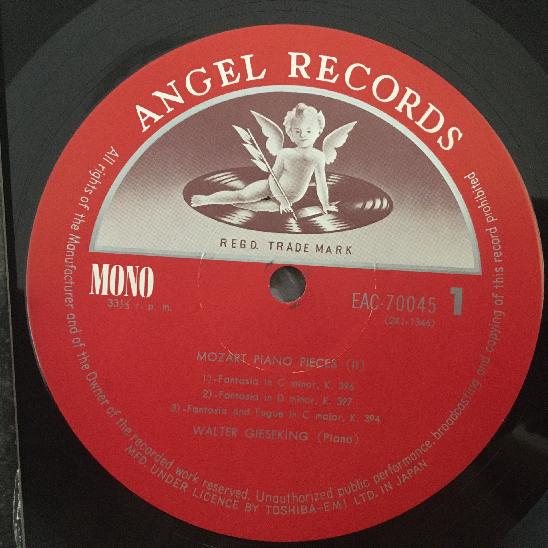 ANGEL RECORDS
REGD. TRADE MARK
MONO
33⅓ r. p. m.
EAC-70045 1
(2XJ-1346)
MOZART PIANO PIECES (II)
1)-Fantasia in C minor, K. 396
2)-Fantasia in D minor, K. 397
3)-Fantasia and Fugue in C major, K. 394
WALTER GIESEKING (Piano)
All rights of the Manufacturer and of the Owner of the recorded work reserved. Unauthorized public performance, broadcasting and copying of this record prohibited
MFD. UNDER LICENCE BY TOSHIBA-EMI LTD. IN JAPAN